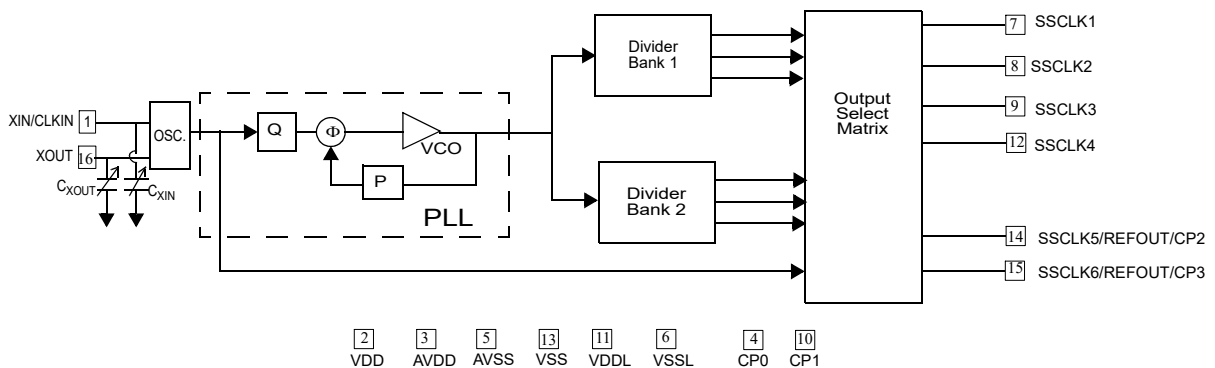 XIN/CLKIN 1
XOUT 16
CXOUT
CXIN
OSC.
Q
Φ
VCO
P
PLL
Divider
Bank 1
Divider
Bank 2
Output
Select
Matrix
7 SSCLK1
8 SSCLK2
9 SSCLK3
12 SSCLK4
14 SSCLK5/REFOUT/CP2
15 SSCLK6/REFOUT/CP3
2 3 5 13 11 6 4 10
VDD AVDD AVSS VSS VDDL VSSL CP0 CP1